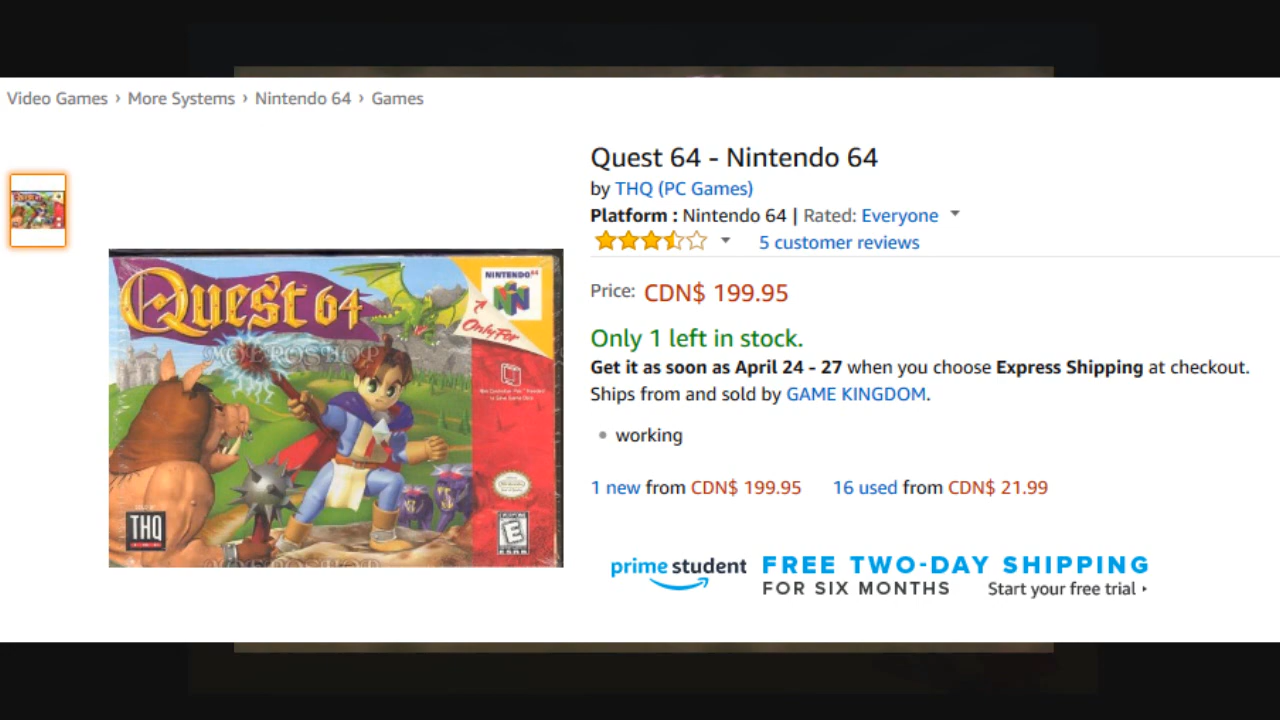 Video Games › More Systems › Nintendo 64 › Games
Quest 64 - Nintendo 64
by THQ (PC Games)
Platform : Nintendo 64 | Rated: Everyone
5 customer reviews
Price: CDN$ 199.95
Only 1 left in stock.
Get it as soon as April 24 - 27 when you choose Express Shipping at checkout.
Ships from and sold by GAME KINGDOM.
working
1 new from CDN$ 199.95 16 used from CDN$ 21.99
prime student FREE TWO-DAY SHIPPING
FOR SIX MONTHS Start your free trial
QUEST 64
NINTENDO 64
Only For
THQ
E